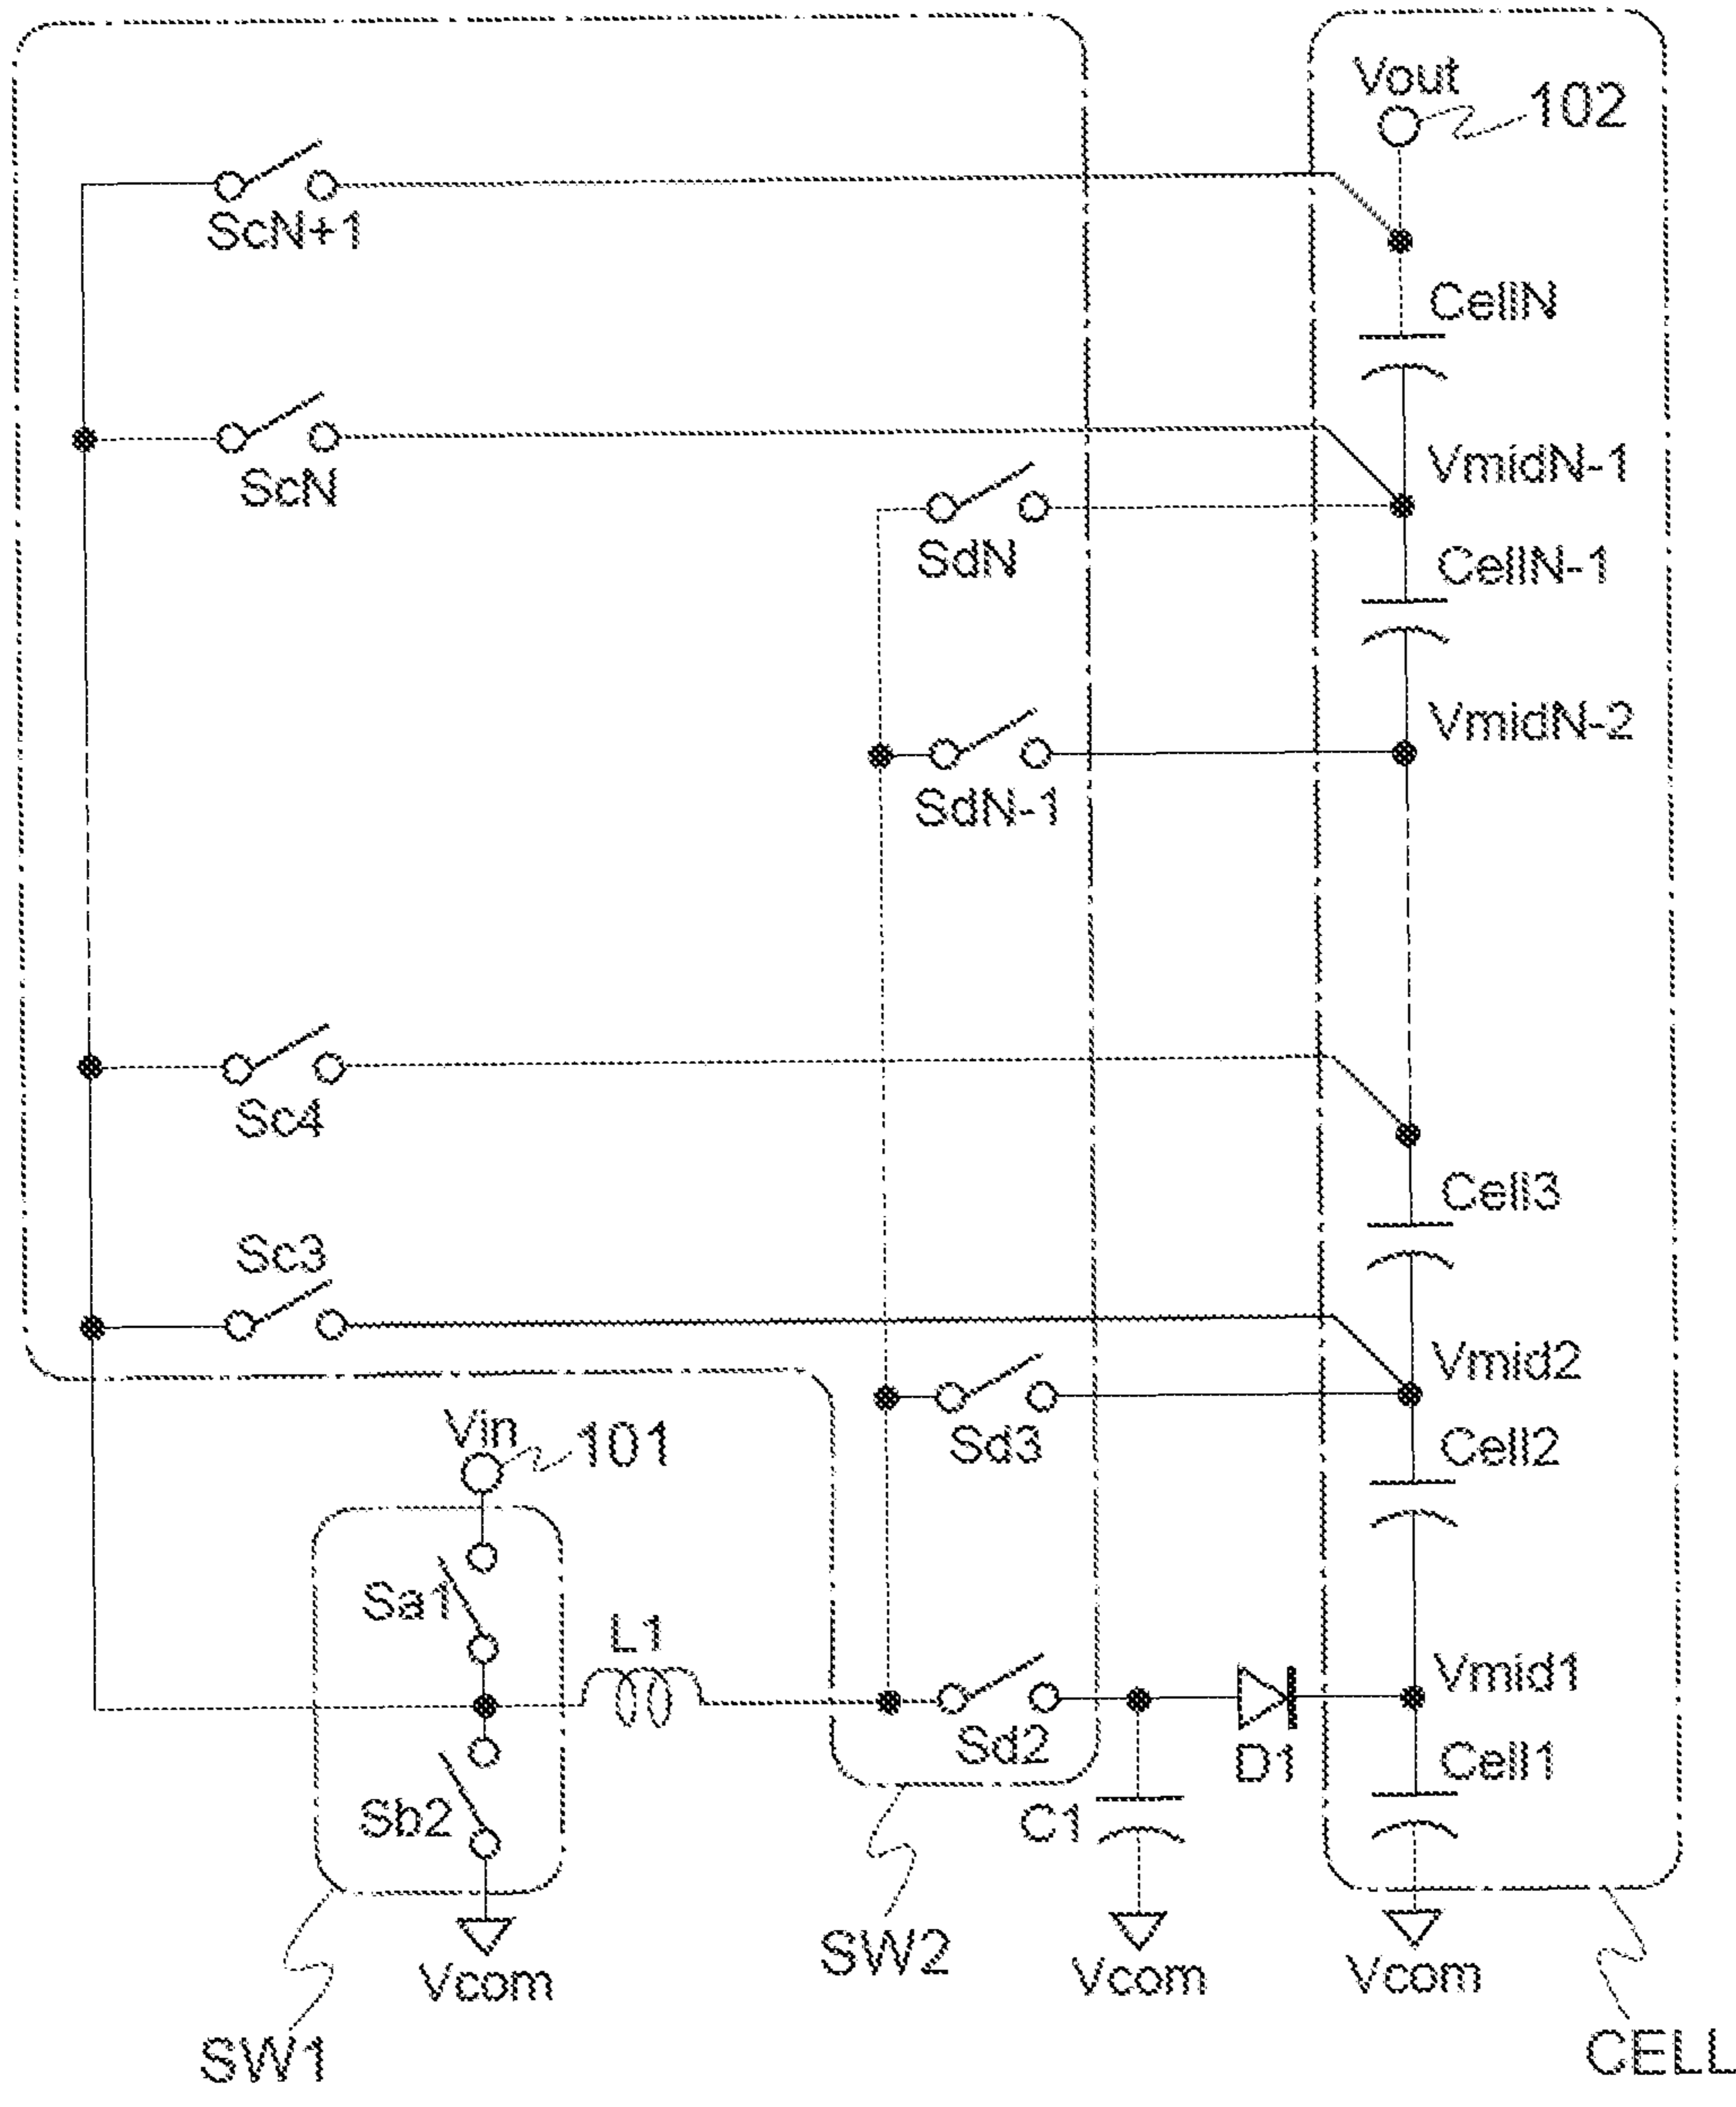 Vout
102
ScN+1
CellN
ScN
VmidN-1
SdN
CellN-1
VmidN-2
SdN-1
Sc4
Cell3
Sc3
Vmid2
Vin
101
Sd3
Cell2
Sa1
L1
Vmid1
Sd2
D1
Cell1
Sb2
C1
SW2
Vcom
Vcom
Vcom
SW1
CELL